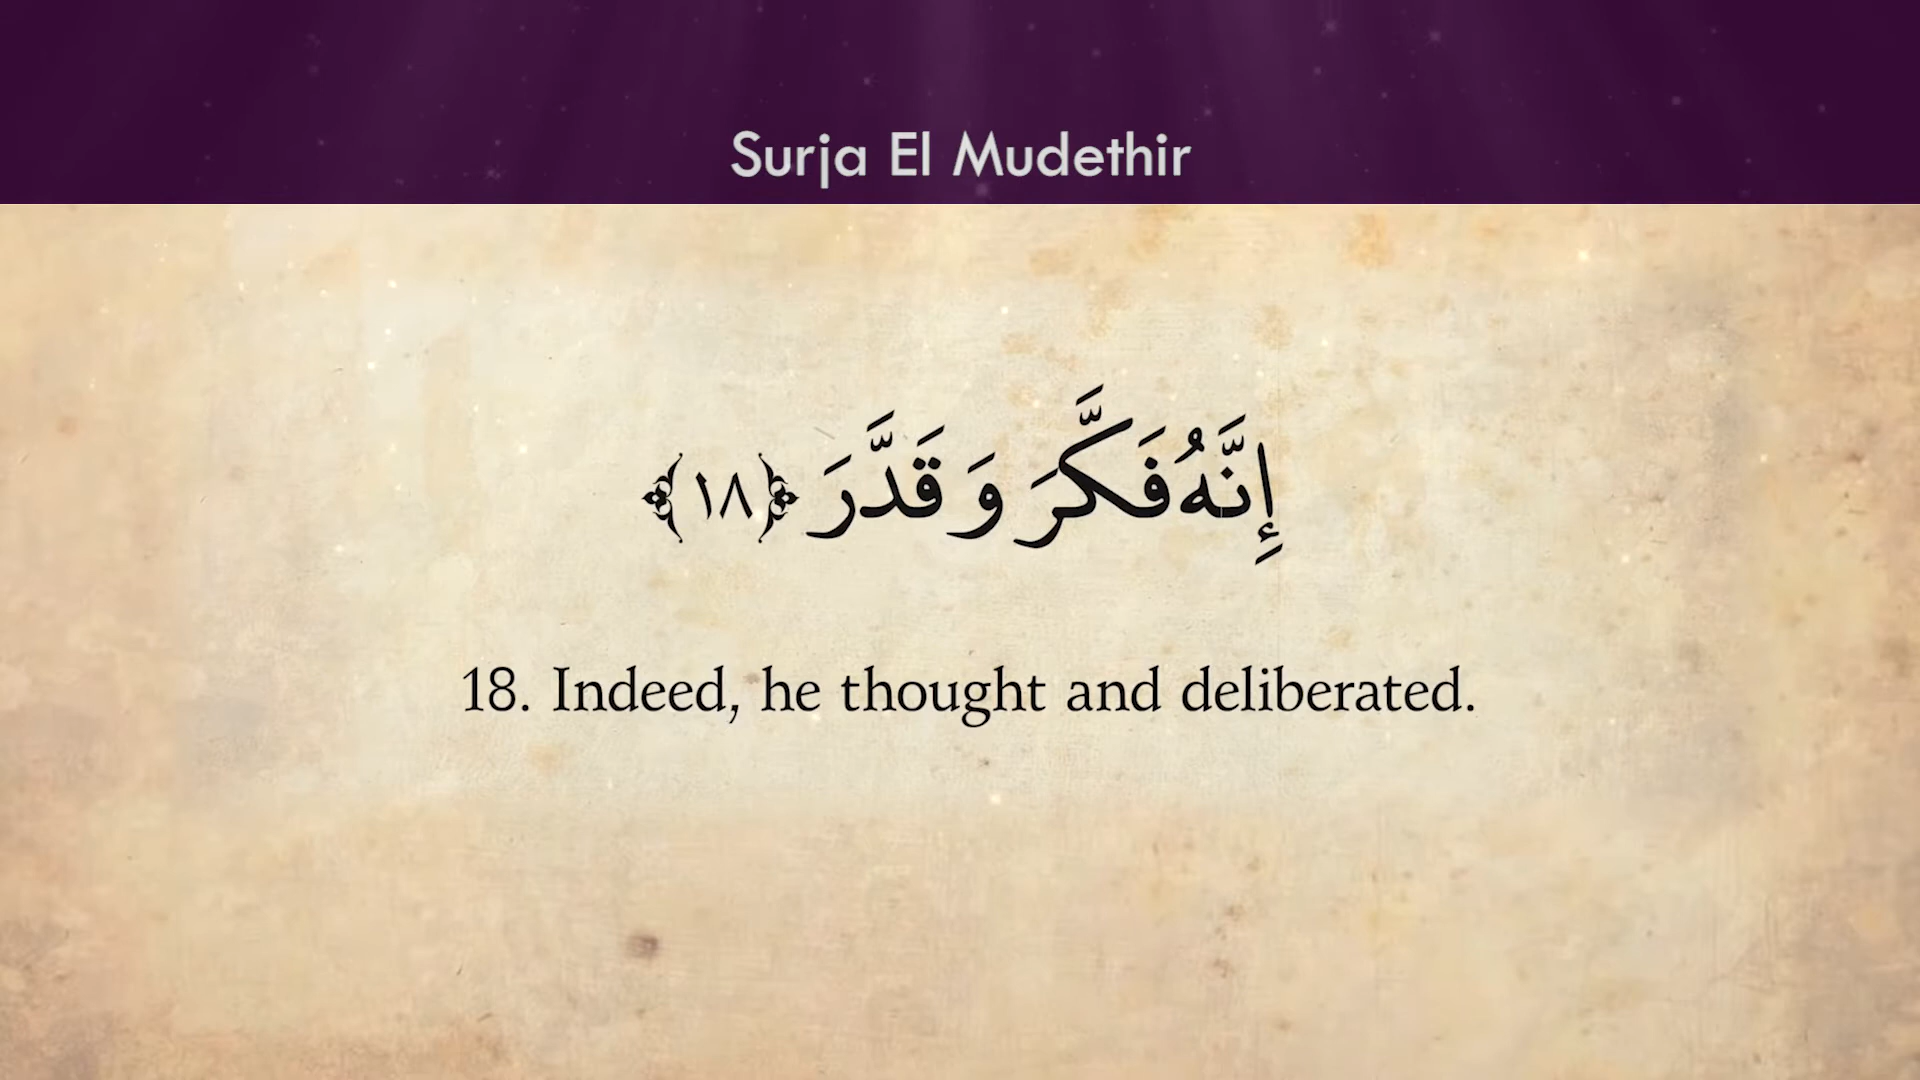 Surja El Mudethir
إِنَّهُ فَكَّرَ وَ قَدَّرَ ﴿١٨﴾
18. Indeed, he thought and deliberated.